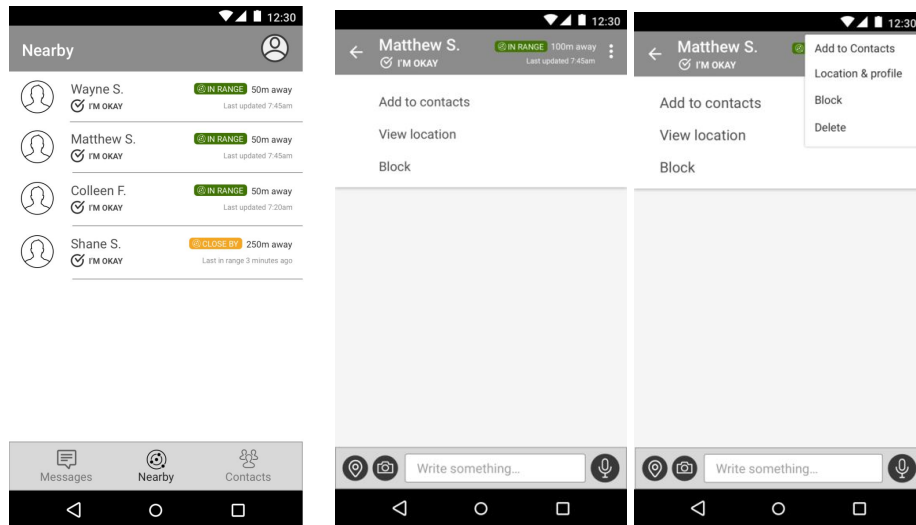 12:30
Nearby
Wayne S.
IN RANGE 50m away
I'M OKAY
Last updated 7:45am
Matthew S.
IN RANGE 50m away
I'M OKAY
Last updated 7:45am
Colleen F.
IN RANGE 50m away
I'M OKAY
Last updated 7:20am
Shane S.
CLOSE BY 250m away
I'M OKAY
Last in range 3 minutes ago
Messages Nearby Contacts
12:30
Matthew S.
IN RANGE 100m away
I'M OKAY
Last updated 7:45am
Add to contacts
View location
Block
Write something...
12:30
Matthew S.
I'M OKAY
Add to Contacts
Location & profile
Block
Delete
Add to contacts
View location
Block
Write something...